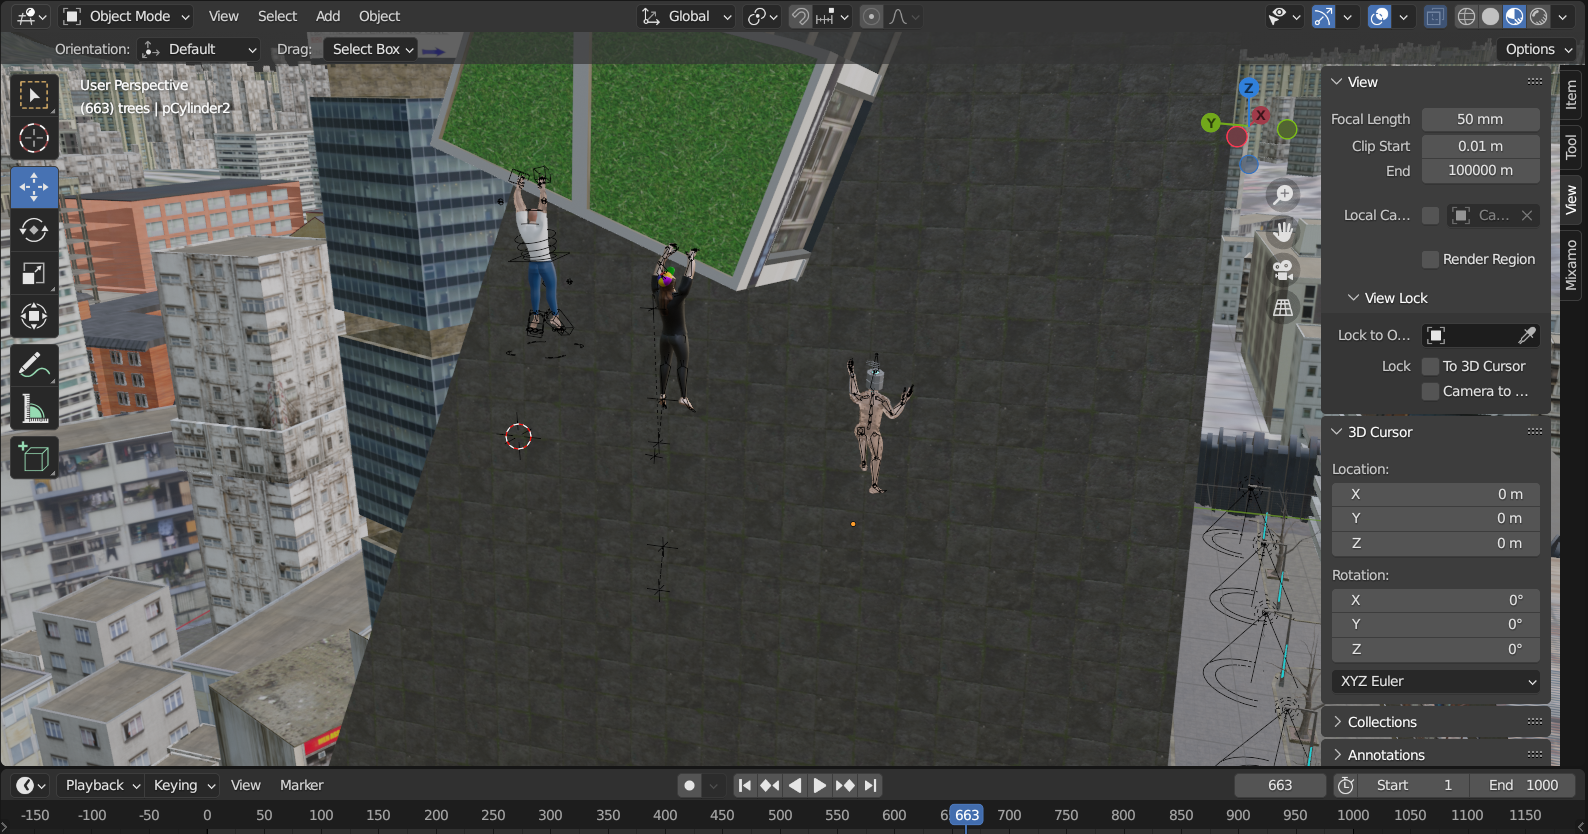 Object Mode View Select Add Object Global
Orientation: Default Drag: Select Box Options
User Perspective
(663) trees | pCylinder2
Z
Y
X
View
Focal Length 50 mm
Clip Start 0.01 m
End 100000 m
Local Ca... Ca...
Render Region
View Lock
Lock to O...
Lock To 3D Cursor
Camera to ...
3D Cursor
Location:
X 0 m
Y 0 m
Z 0 m
Rotation:
X 0°
Y 0°
Z 0°
XYZ Euler
Collections
Annotations
Item
Tool
View
Mixamo
Playback Keying View Marker 663 Start 1 End 1000
-150 -100 -50 0 50 100 150 200 250 300 350 400 450 500 550 600 6 663 700 750 800 850 900 950 1000 1050 1100 1150